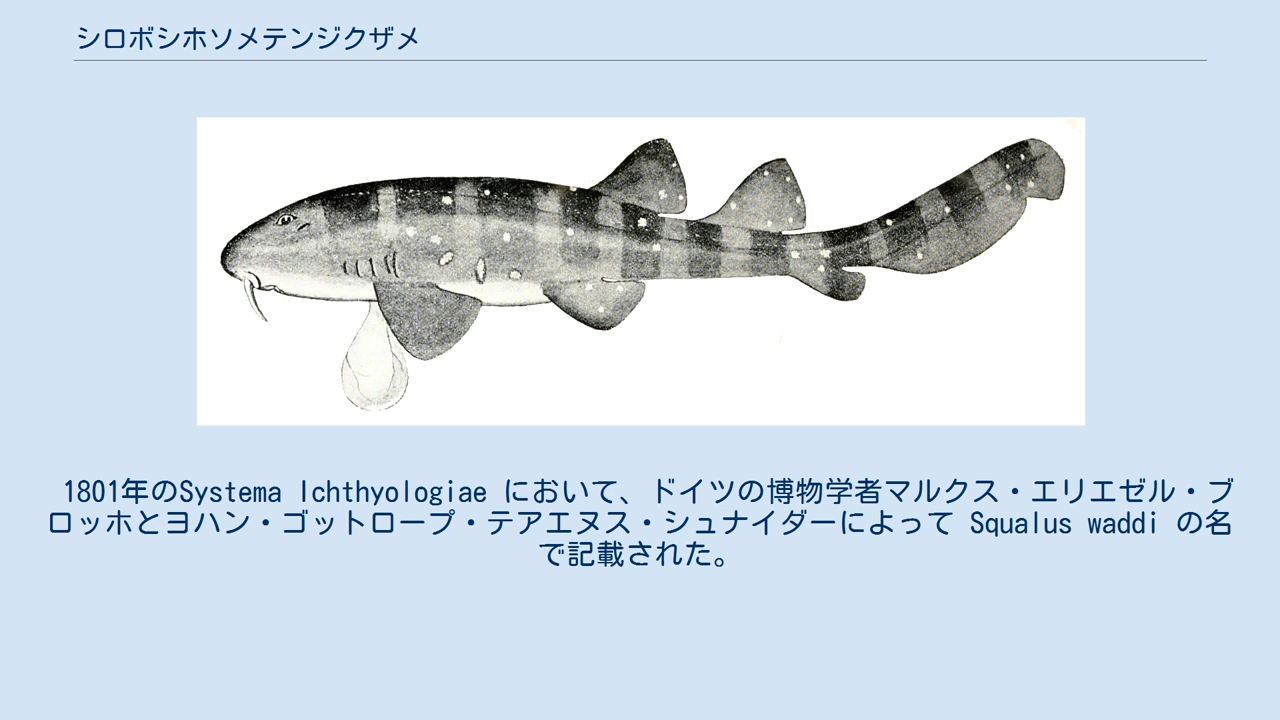 シロボシホソメテンジクザメ
1801年のSystema Ichthyologiae において、ドイツの博物学者マルクス・エリエゼル・ブ
ロッホとヨハン・ゴットロープ・テアエヌス・シュナイダーによって Squalus waddi の名
で記載された。